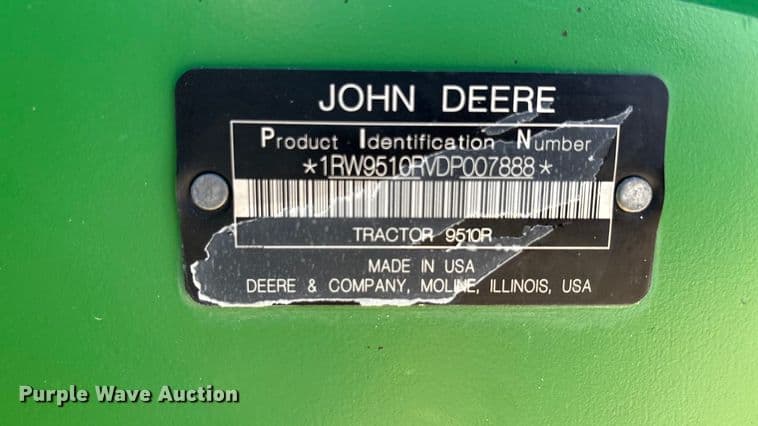 JOHN DEERE
Product Identification Number
*1RW9510RVDP007888*
TRACTOR 9510R
MADE IN USA
DEERE & COMPANY, MOLINE, ILLINOIS, USA
Purple Wave Auction